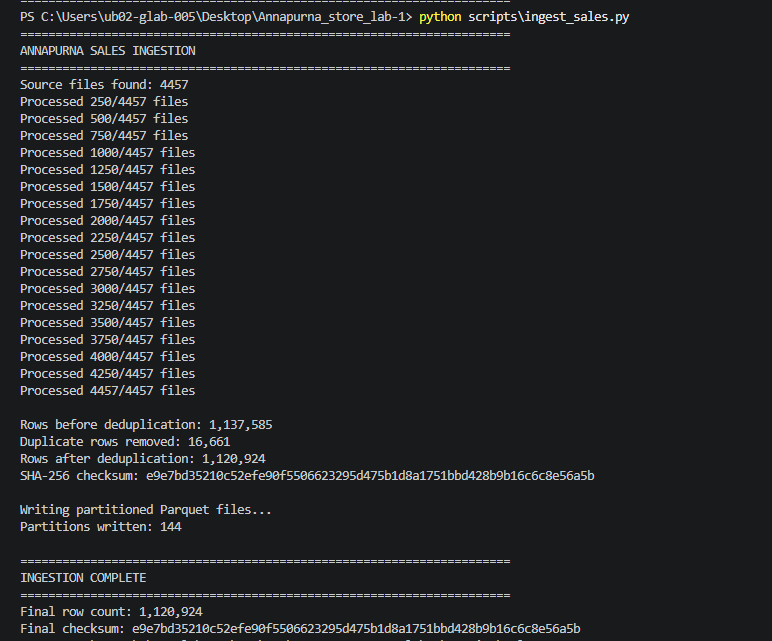 ======================================================================
PS C:\Users\ub02-glab-005\Desktop\Annapurna_store_lab-1> python scripts\ingest_sales.py
======================================================================
ANNAPURNA SALES INGESTION
======================================================================
Source files found: 4457
Processed 250/4457 files
Processed 500/4457 files
Processed 750/4457 files
Processed 1000/4457 files
Processed 1250/4457 files
Processed 1500/4457 files
Processed 1750/4457 files
Processed 2000/4457 files
Processed 2250/4457 files
Processed 2500/4457 files
Processed 2750/4457 files
Processed 3000/4457 files
Processed 3250/4457 files
Processed 3500/4457 files
Processed 3750/4457 files
Processed 4000/4457 files
Processed 4250/4457 files
Processed 4457/4457 files
Rows before deduplication: 1,137,585
Duplicate rows removed: 16,661
Rows after deduplication: 1,120,924
SHA-256 checksum: e9e7bd35210c52efe90f5506623295d475b1d8a1751bbd428b9b16c6c8e56a5b
Writing partitioned Parquet files...
Partitions written: 144
======================================================================
INGESTION COMPLETE
======================================================================
Final row count: 1,120,924
Final checksum: e9e7bd35210c52efe90f5506623295d475b1d8a1751bbd428b9b16c6c8e56a5b